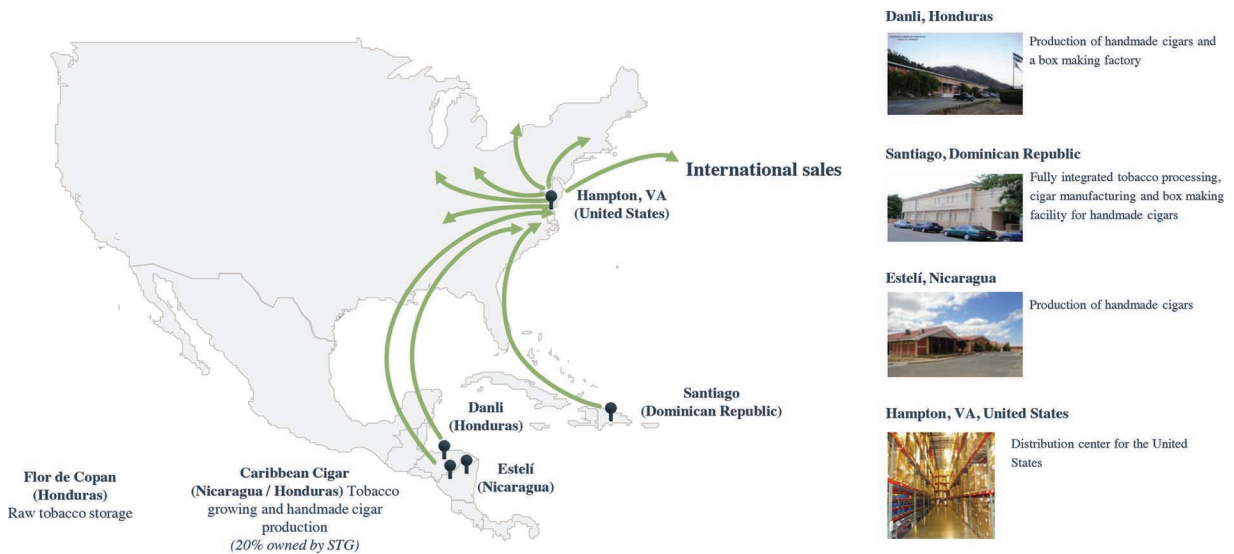 International sales
Hampton, VA
(United States)
Santiago
(Dominican Republic)
Danli
(Honduras)
Estelí
(Nicaragua)
Flor de Copan
(Honduras)
Raw tobacco storage
Caribbean Cigar
(Nicaragua / Honduras) Tobacco
growing and handmade cigar
production
(20% owned by STG)
Danli, Honduras
Production of handmade cigars and
a box making factory
Santiago, Dominican Republic
Fully integrated tobacco processing,
cigar manufacturing and box making
facility for handmade cigars
Estelí, Nicaragua
Production of handmade cigars
Hampton, VA, United States
Distribution center for the United
States